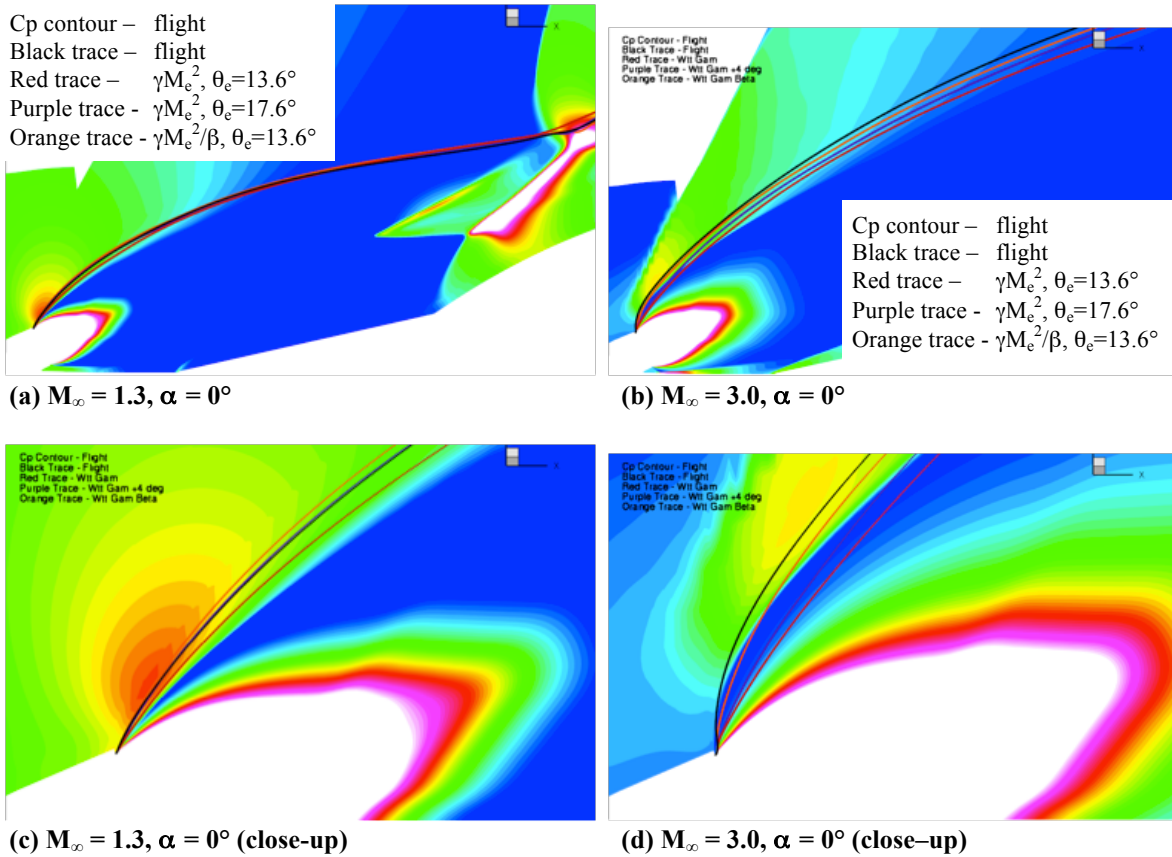 Cp contour – flight
Black trace – flight
Red trace – γMₑ², θₑ=13.6°
Purple trace - γMₑ², θₑ=17.6°
Orange trace - γMₑ²/β, θₑ=13.6°
X
(a) M∞ = 1.3, α = 0°
Cp Contour - Flight
Black Trace - Flight
Red Trace - Wtt Gam
Purple Trace - Wtt Gam +4 deg
Orange Trace - Wtt Gam Beta
X
Cp contour – flight
Black trace – flight
Red trace – γMₑ², θₑ=13.6°
Purple trace - γMₑ², θₑ=17.6°
Orange trace - γMₑ²/β, θₑ=13.6°
(b) M∞ = 3.0, α = 0°
Cp Contour - Flight
Black Trace - Flight
Red Trace - Wtt Gam
Purple Trace - Wtt Gam +4 deg
Orange Trace - Wtt Gam Beta
X
(c) M∞ = 1.3, α = 0° (close-up)
Cp Contour - Flight
Black Trace - Flight
Red Trace - Wtt Gam
Purple Trace - Wtt Gam +4 deg
Orange Trace - Wtt Gam Beta
X
(d) M∞ = 3.0, α = 0° (close–up)